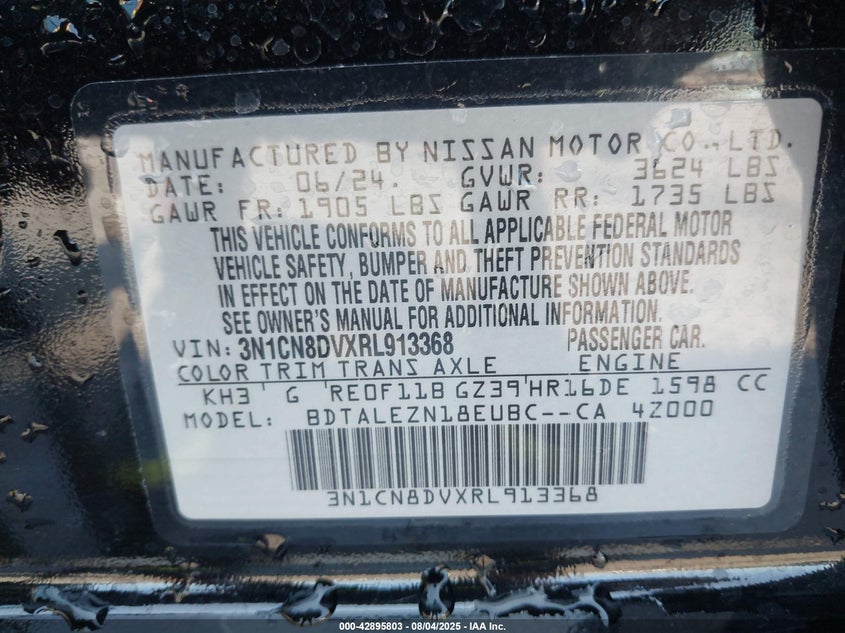 MANUFACTURED BY NISSAN MOTOR CO., LTD.
DATE: 06/24. GVWR: 3624 LBS
GAWR FR: 1905 LBS GAWR RR: 1735 LBS
THIS VEHICLE CONFORMS TO ALL APPLICABLE FEDERAL MOTOR
VEHICLE SAFETY, BUMPER AND THEFT PREVENTION STANDARDS
IN EFFECT ON THE DATE OF MANUFACTURE SHOWN ABOVE.
SEE OWNER'S MANUAL FOR ADDITIONAL INFORMATION.
VIN: 3N1CN8DVXRL913368 PASSENGER CAR.
COLOR TRIM TRANS AXLE ENGINE
KH3 G RE0F11B GZ39 HR16DE 1598 CC
MODEL: BDTALEZN18EUBC--CA 4Z000
3N1CN8DVXRL913368
000-42895803 - 08/04/2025 - IAA Inc.